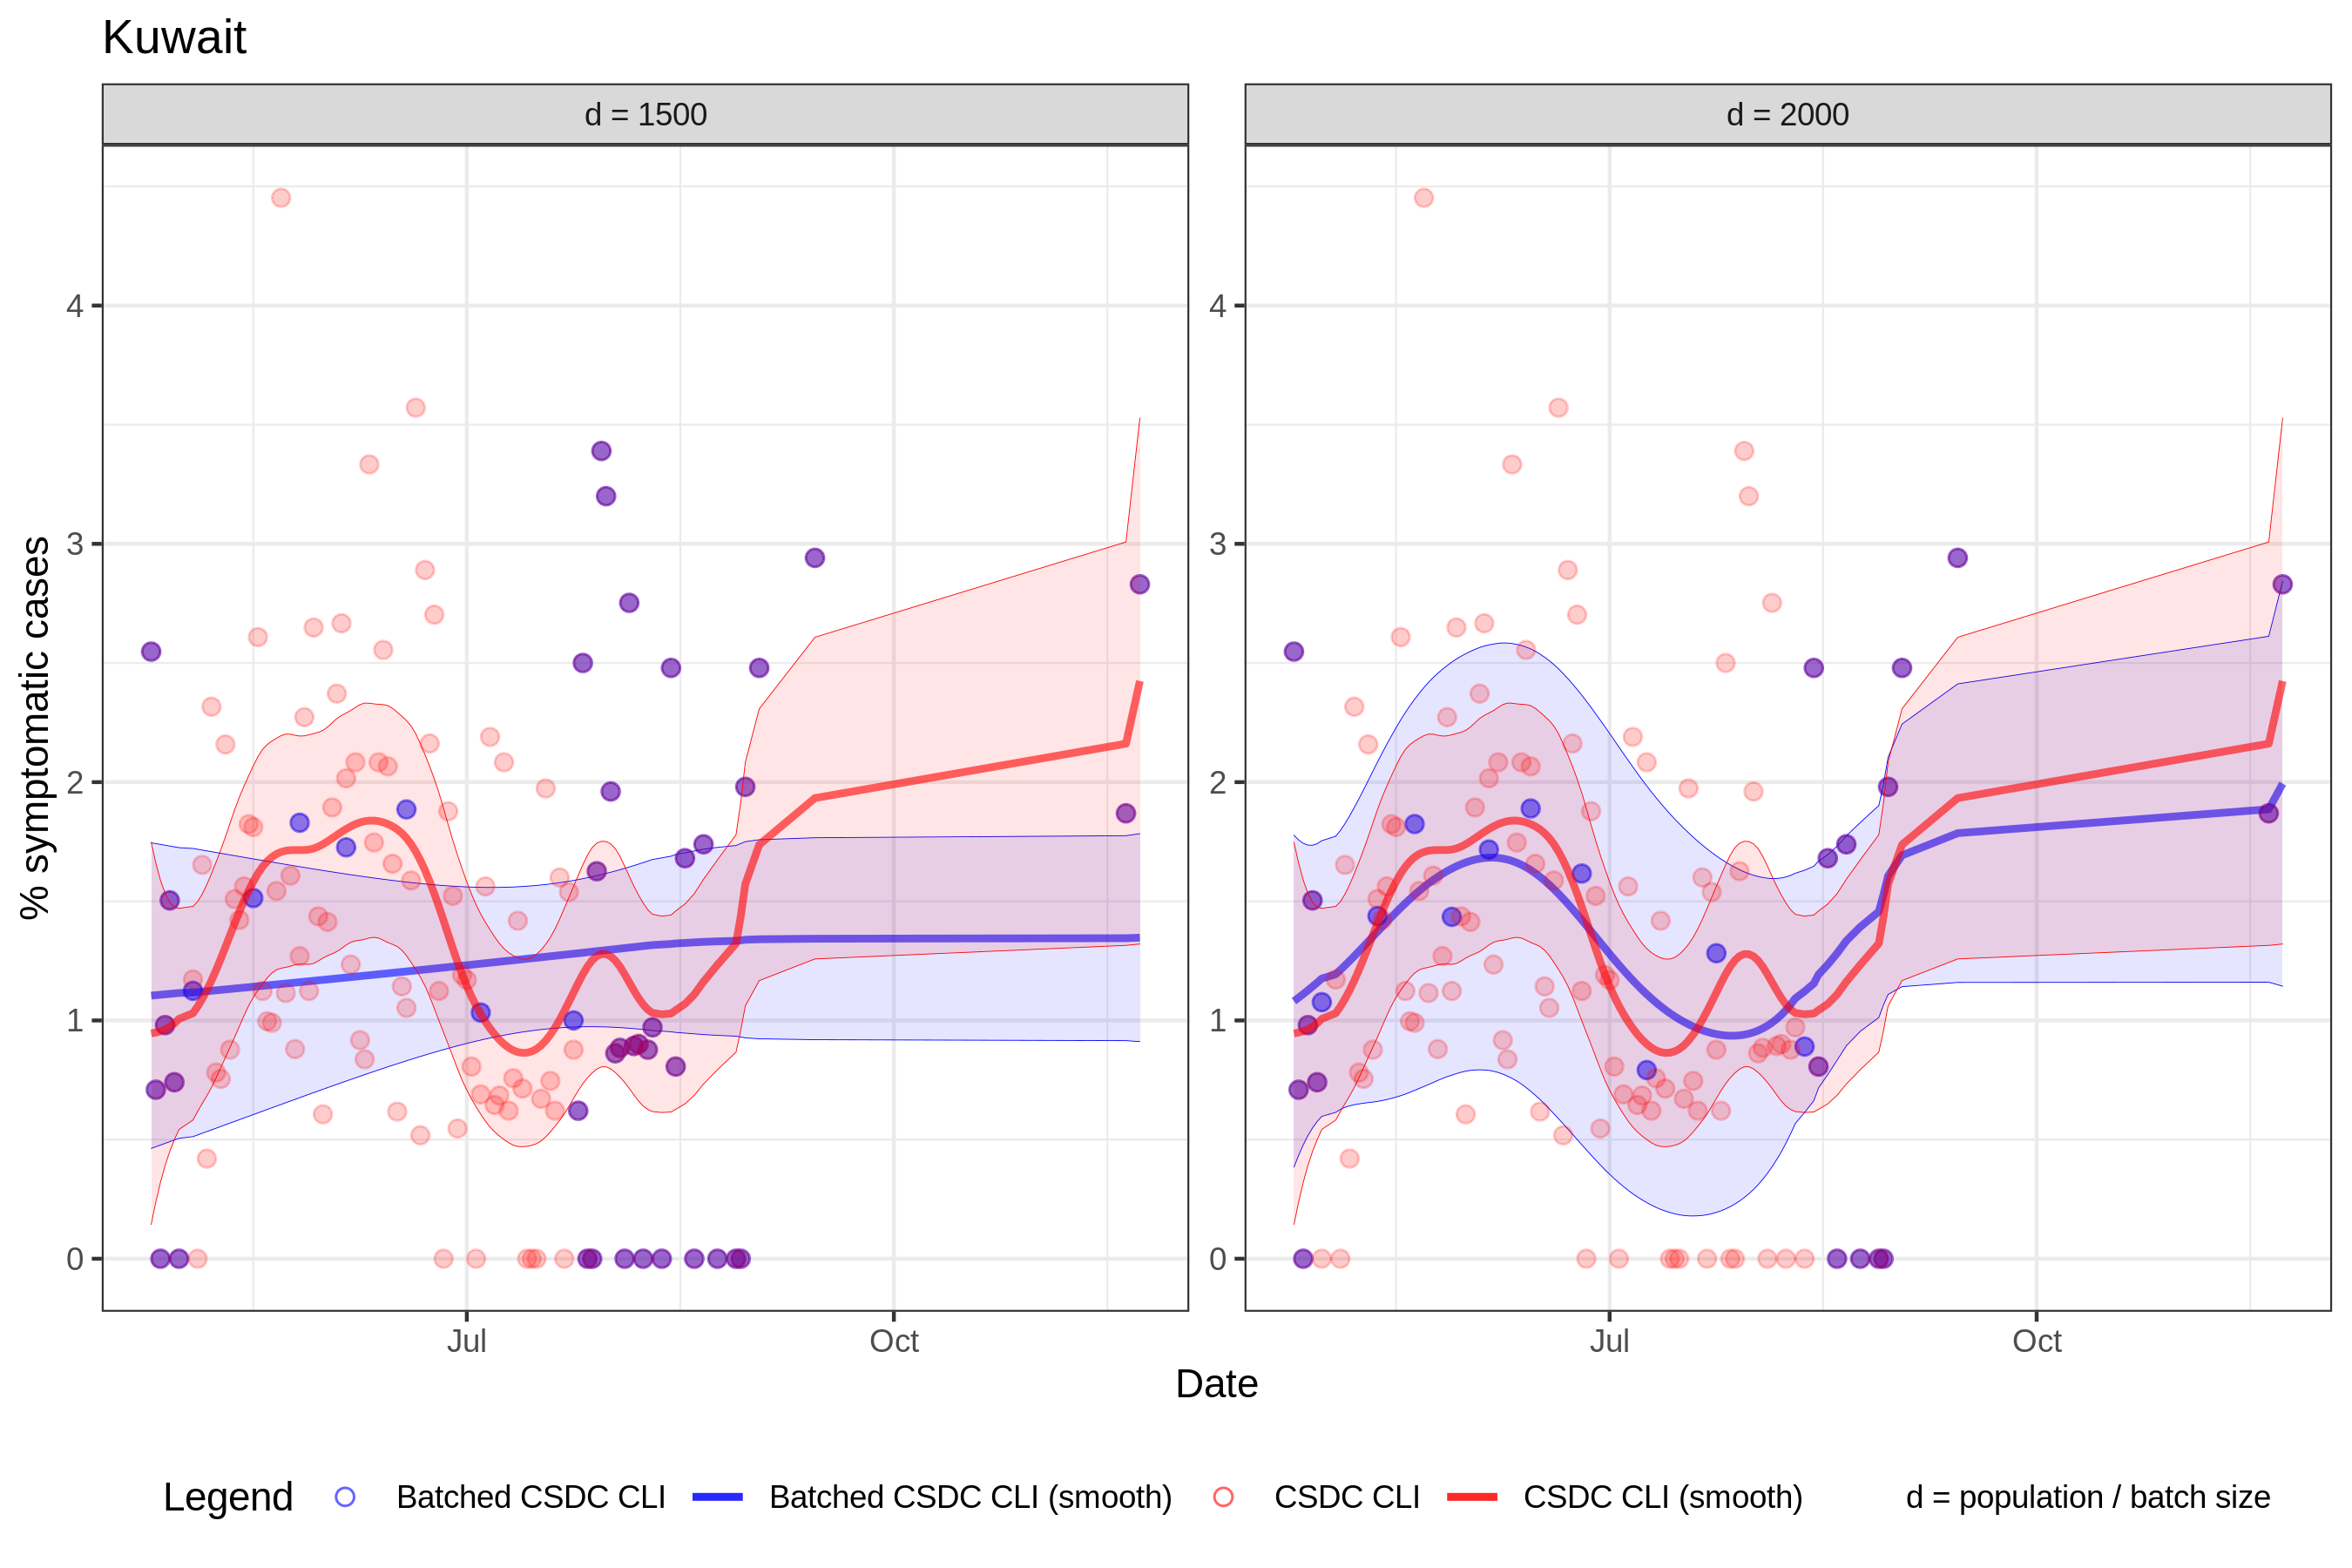 Kuwait
d = 1500
d = 2000
% symptomatic cases
4
3
2
1
0
4
3
2
1
0
Jul
Oct
Jul
Oct
Date
Legend
Batched CSDC CLI
Batched CSDC CLI (smooth)
CSDC CLI
CSDC CLI (smooth)
d = population / batch size